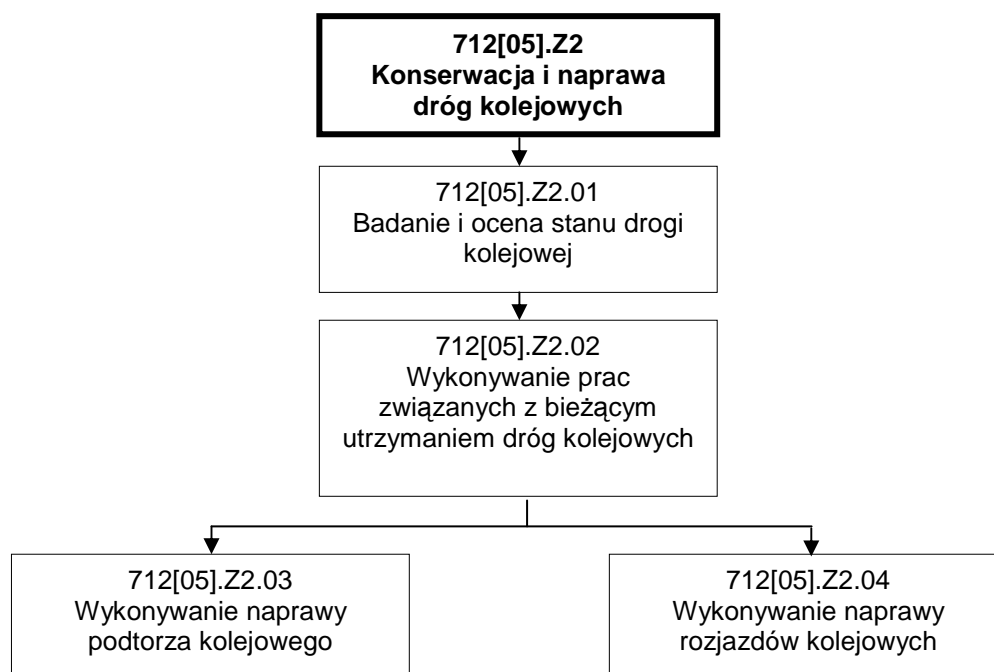 712[05].Z2
Konserwacja i naprawa
dróg kolejowych
712[05].Z2.01
Badanie i ocena stanu drogi
kolejowej
712[05].Z2.02
Wykonywanie prac
związanych z bieżącym
utrzymaniem dróg kolejowych
712[05].Z2.03
Wykonywanie naprawy
podtorza kolejowego
712[05].Z2.04
Wykonywanie naprawy
rozjazdów kolejowych